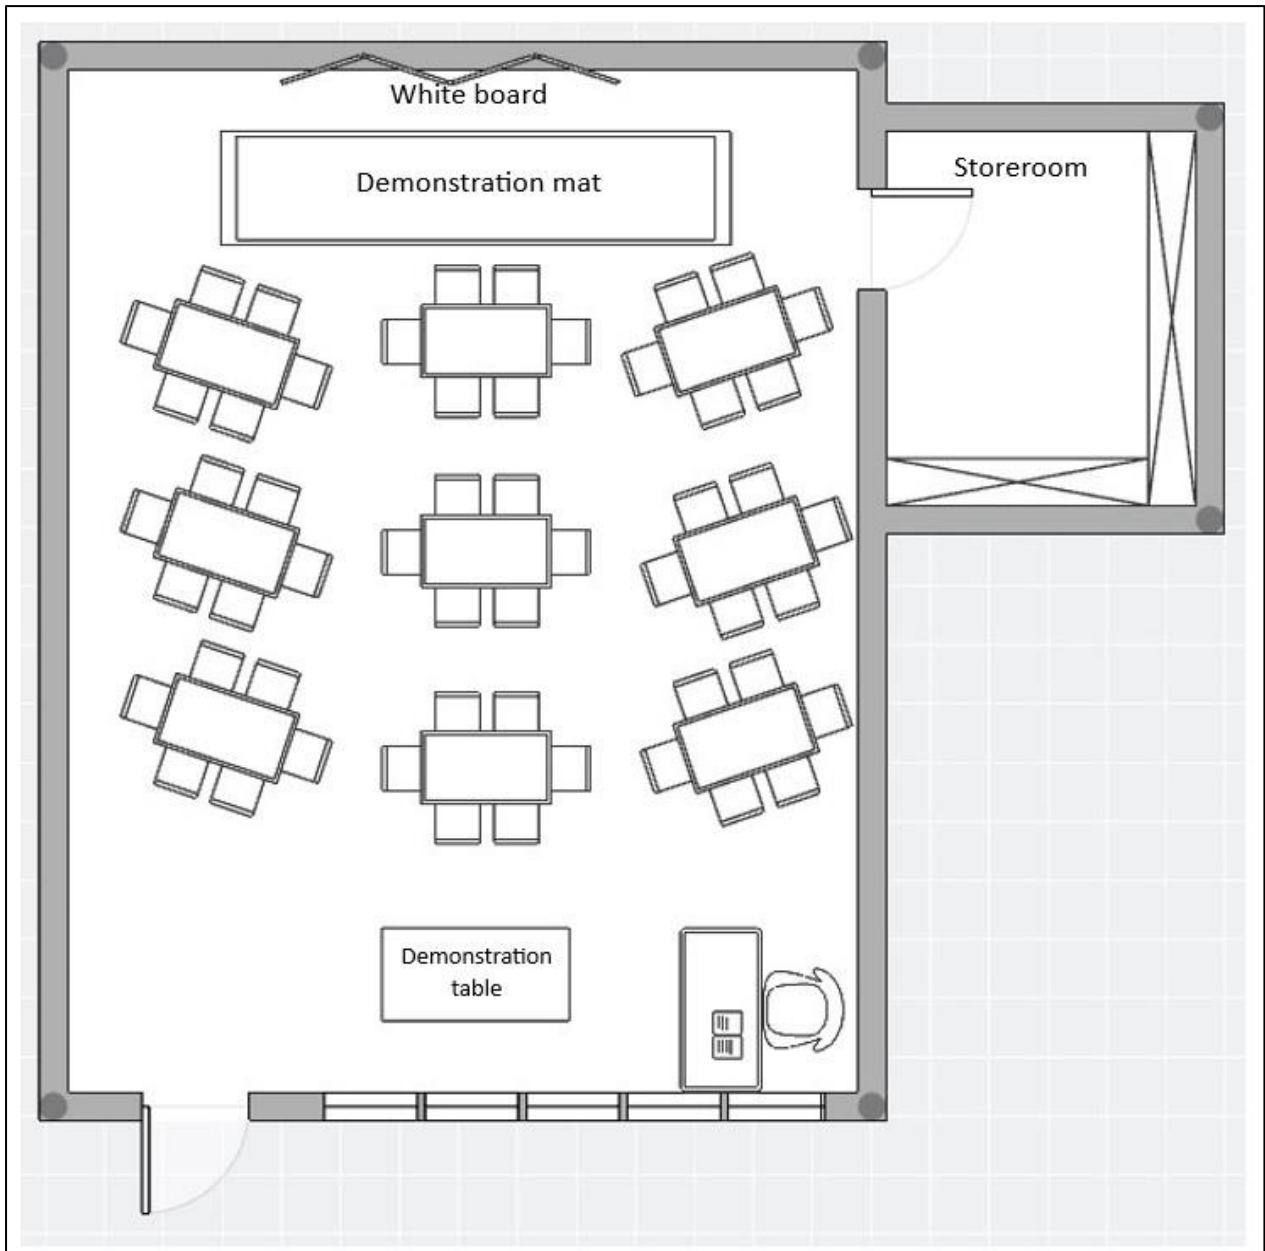 White board
Demonstration mat
Storeroom
Demonstration
table